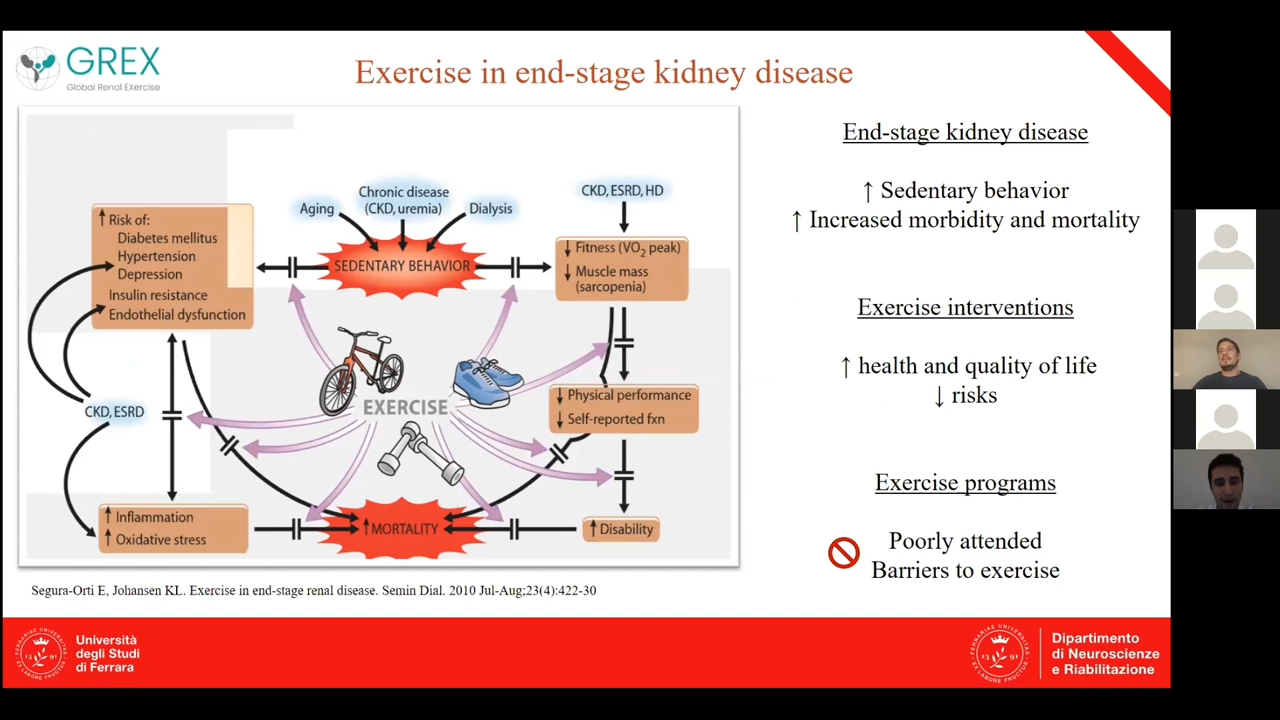 GREX
Global Renal Exercise
Exercise in end-stage kidney disease
Aging
Chronic disease
(CKD, uremia)
Dialysis
CKD, ESRD, HD
↑ Risk of:
Diabetes mellitus
Hypertension
Depression
Insulin resistance
Endothelial dysfunction
SEDENTARY BEHAVIOR
↓ Fitness (VO2 peak)
↓ Muscle mass
(sarcopenia)
CKD, ESRD
EXERCISE
↓ Physical performance
↓ Self-reported fxn
↑ Inflammation
↑ Oxidative stress
↑ MORTALITY
↑ Disability
Segura-Orti E, Johansen KL. Exercise in end-stage renal disease. Semin Dial. 2010 Jul-Aug;23(4):422-30
End-stage kidney disease
↑ Sedentary behavior
↑ Increased morbidity and mortality
Exercise interventions
↑ health and quality of life
↓ risks
Exercise programs
Poorly attended
Barriers to exercise
Università
degli Studi
di Ferrara
Dipartimento
di Neuroscienze
e Riabilitazione